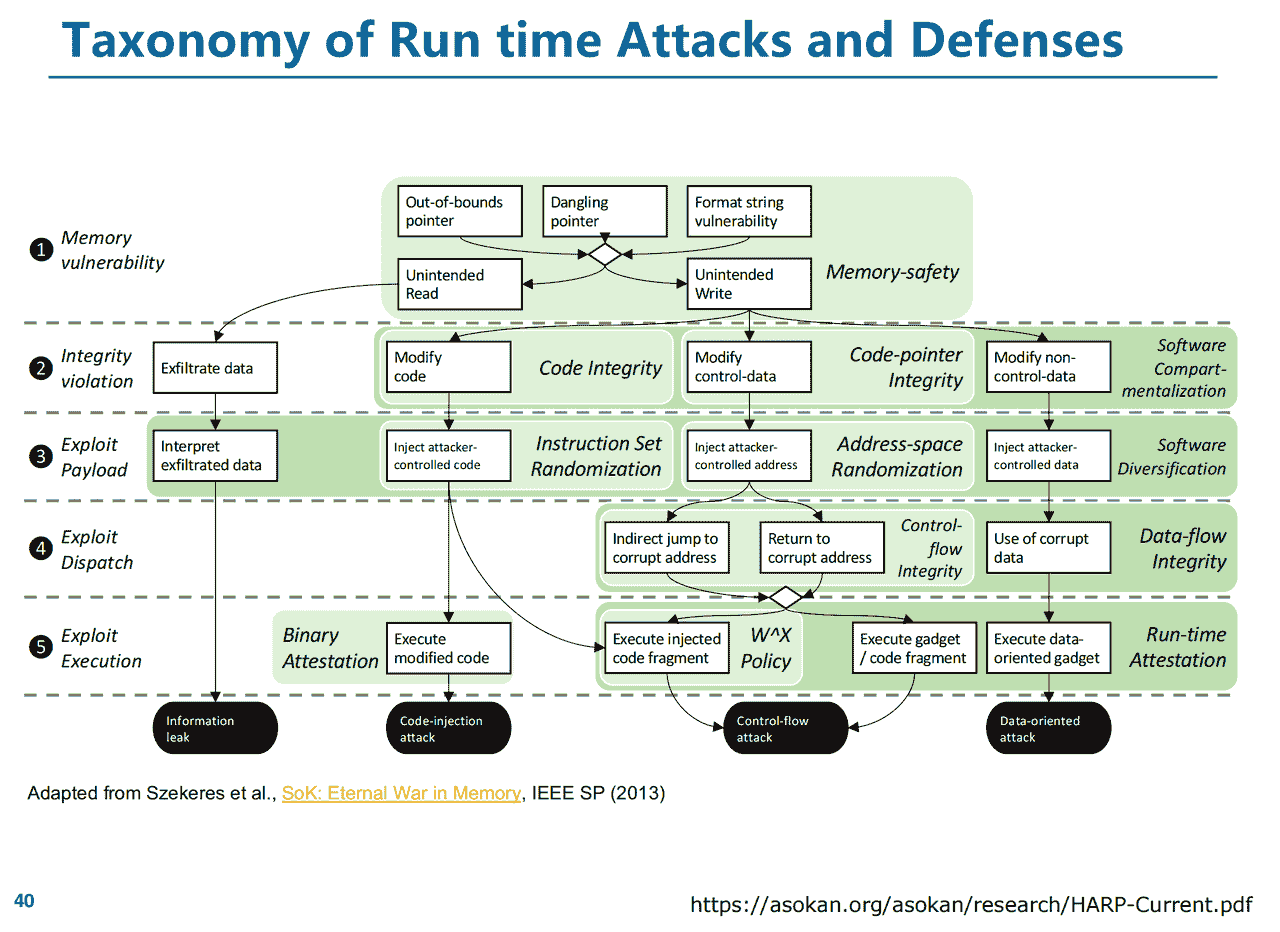 Taxonomy of Run time Attacks and Defenses
1
Memory
vulnerability
Out-of-bounds
pointer
Dangling
pointer
Format string
vulnerability
Unintended
Read
Unintended
Write
Memory-safety
2
Integrity
violation
Exfiltrate data
Modify
code
Code Integrity
Modify
control-data
Code-pointer
Integrity
Modify non-
control-data
Software
Compart-
mentalization
3
Exploit
Payload
Interpret
exfiltrated data
Inject attacker-
controlled code
Instruction Set
Randomization
Inject attacker-
controlled address
Address-space
Randomization
Inject attacker-
controlled data
Software
Diversification
4
Exploit
Dispatch
Indirect jump to
corrupt address
Return to
corrupt address
Control-
flow
Integrity
Use of corrupt
data
Data-flow
Integrity
5
Exploit
Execution
Binary
Attestation
Execute
modified code
Execute injected
code fragment
W^X
Policy
Execute gadget
/ code fragment
Execute data-
oriented gadget
Run-time
Attestation
Information
leak
Code-injection
attack
Control-flow
attack
Data-oriented
attack
Adapted from Szekeres et al., SoK: Eternal War in Memory, IEEE SP (2013)
40
https://asokan.org/asokan/research/HARP-Current.pdf